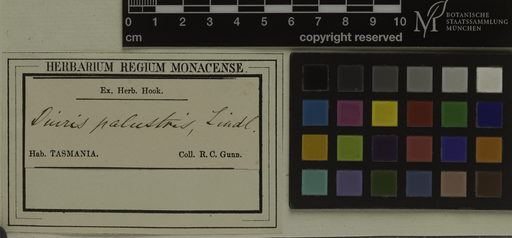 0 1 2 3 4 5 6 7 8 9 10
cm copyright reserved
BOTANISCHE
STAATSSAMMLUNG
MÜNCHEN
HERBARIUM REGIUM MONACENSE.
Ex. Herb. Hook.
Diuris palustris, Lindl.
Hab. TASMANIA. Coll. R. C. Gunn.